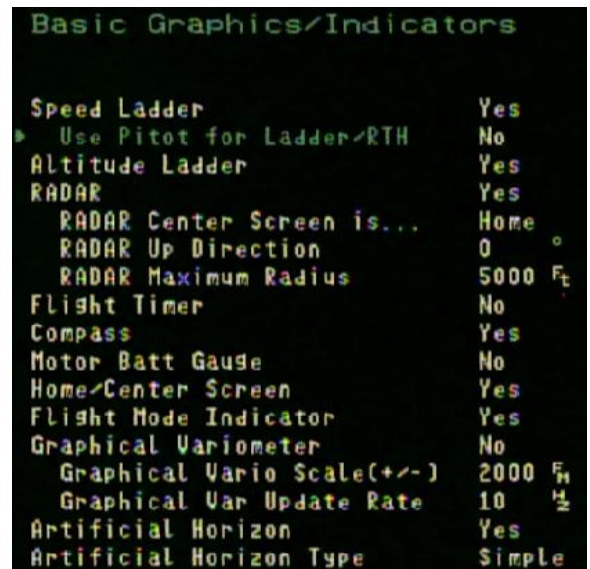 Basic Graphics/Indicators
Speed Ladder Yes
Use Pitot for Ladder/RTH No
Altitude Ladder Yes
RADAR Yes
RADAR Center Screen is... Home
RADAR Up Direction 0 °
RADAR Maximum Radius 5000 Ft
Flight Timer No
Compass Yes
Motor Batt Gauge No
Home/Center Screen Yes
Flight Mode Indicator Yes
Graphical Variometer No
Graphical Vario Scale(+/-) 2000 FM
Graphical Var Update Rate 10 Hz
Artificial Horizon Yes
Artificial Horizon Type Simple